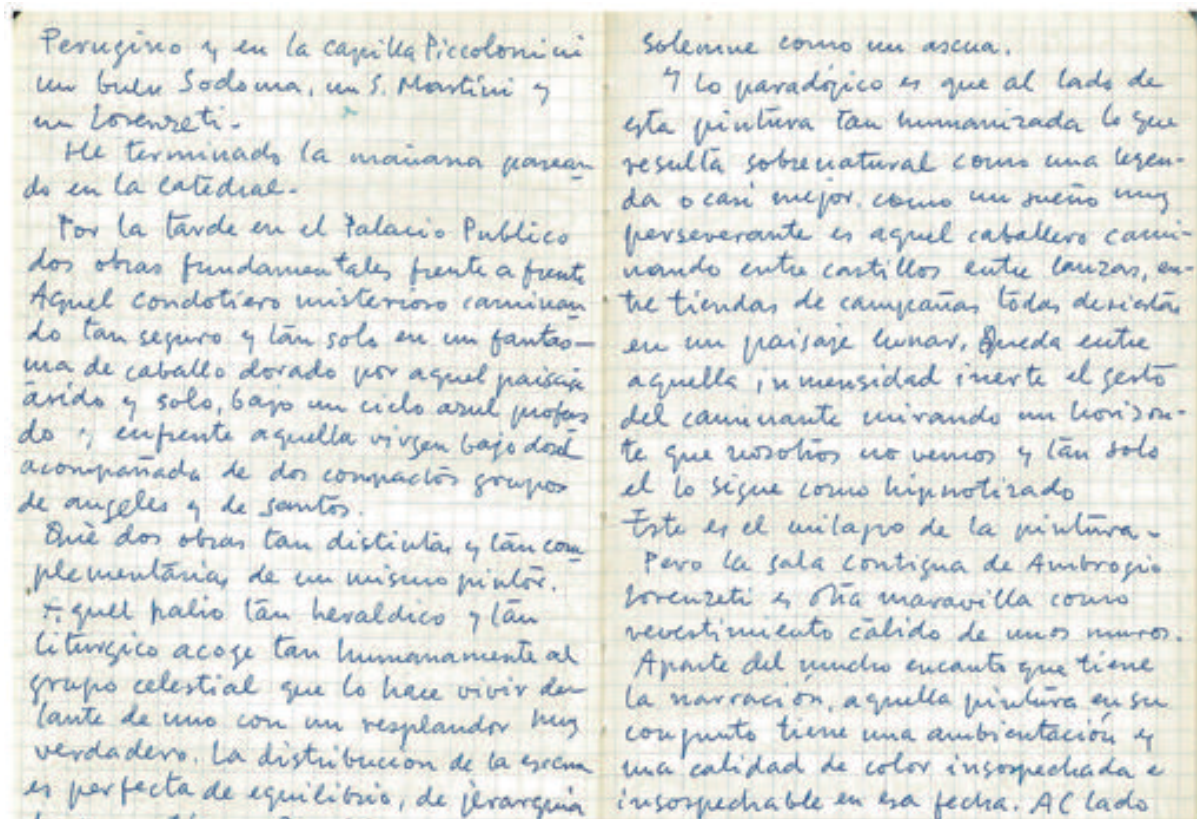 Perugino y en la capilla Piccolomini
un buen Sodoma, un S. Martini y
un Lorenzeti.
He terminado la mañana pasean
do en la catedral.
Por la tarde en el Palacio Publico
dos obras fundamentales frente a frente
Aquel condotiero misterioso caminan
do tan seguro y tan solo en un fantas-
ma de caballo dorado por aquel paisaje
árido y solo, bajo un cielo azul profun
do y enfrente aquella virgen bajo dosel
acompañada de dos compactos grupos
de angeles y de santos.
Què dos obras tan distintas y tan com
plementarias de un mismo pintor.
Aquel palio tan heraldico y tan
liturgico acoge tan humanamente al
grupo celestial que lo hace vivir de
lante de uno con un resplandor muy
verdadero. La distribucion de la escena
es perfecta de equilibrio, de jerarquia
solemne como un ascua.
Y lo paradójico es que al lado de
esta pintura tan humanizada lo que
resulta sobrenatural como una leyen-
da o casi mejor, como un sueño muy
perseverante es aquel caballero cami-
nando entre castillos entre lanzas, en-
tre tiendas de campañas todas desiertas
en un paisaje lunar. Queda entre
aquella inmensidad inerte el gesto
del caminante mirando un horizon-
te que nosotros no vemos y tan solo
el lo sigue como hipnotizado
Este es el milagro de la pintura.
Pero la sala contigua de Ambrogio
Lorenzeti es otra maravilla como
revestimiento cálido de unos muros.
Aparte del mucho encanto que tiene
la narración, aquella pintura en su
conjunto tiene una ambientación y
una calidad de color insospechada e
insospechable en esa fecha. Al lado